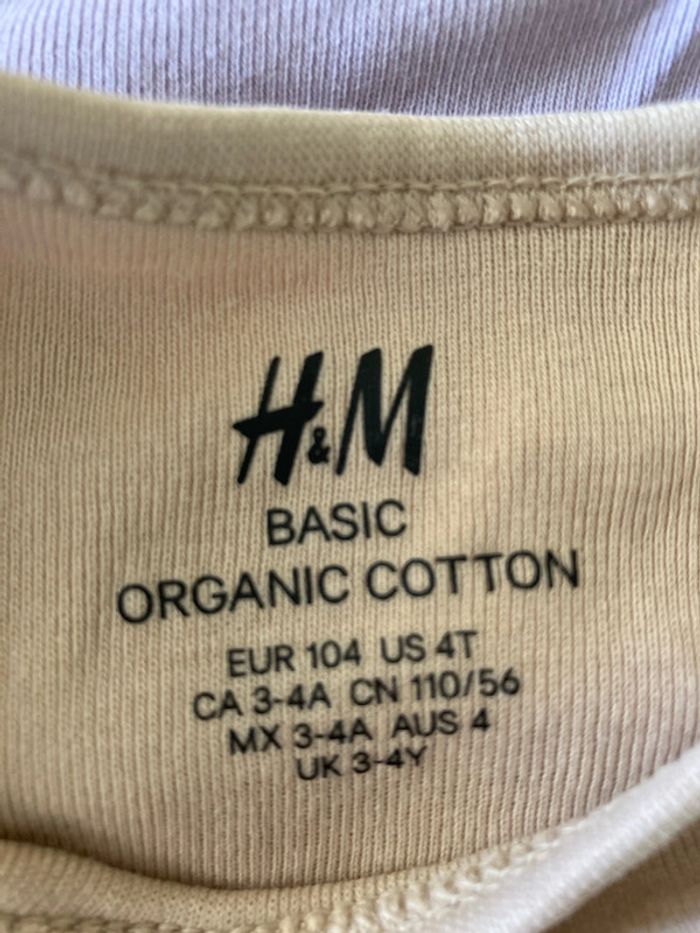 H&M
BASIC
ORGANIC COTTON
EUR 104 US 4T
CA 3-4A CN 110/56
MX 3-4A AUS 4
UK 3-4Y